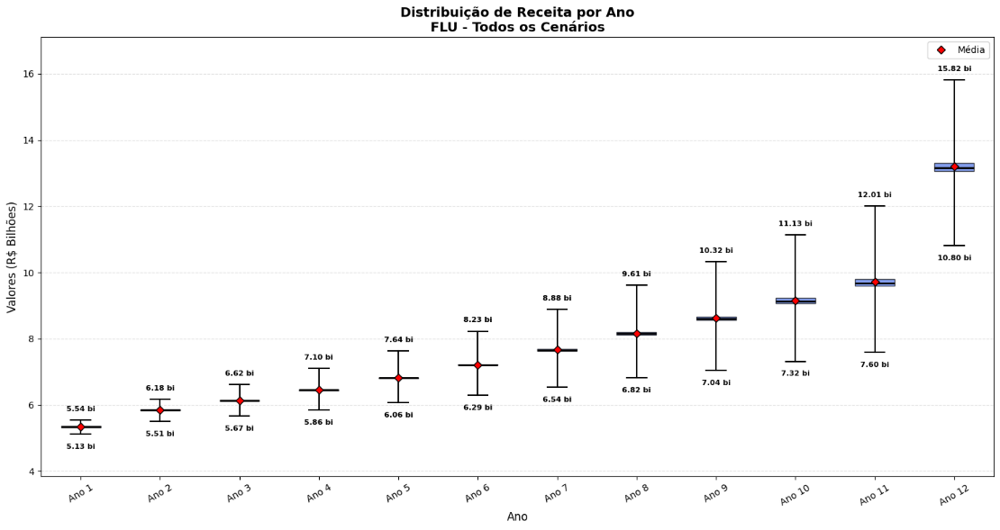 Distribuição de Receita por Ano
FLU - Todos os Cenários
Média
Valores (R$ Bilhões)
16
14
12
10
8
6
4
5.54 bi
5.13 bi
6.18 bi
5.51 bi
6.62 bi
5.67 bi
7.10 bi
5.86 bi
7.64 bi
6.06 bi
8.23 bi
6.29 bi
8.88 bi
6.54 bi
9.61 bi
6.82 bi
10.32 bi
7.04 bi
11.13 bi
7.32 bi
12.01 bi
7.60 bi
15.82 bi
10.80 bi
Ano 1
Ano 2
Ano 3
Ano 4
Ano 5
Ano 6
Ano 7
Ano 8
Ano 9
Ano 10
Ano 11
Ano 12
Ano